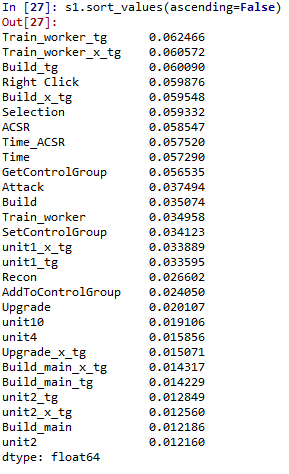 In [27]: s1.sort_values(ascending=False)
Out[27]:
Train_worker_tg 0.062466
Train_worker_x_tg 0.060572
Build_tg 0.060090
Right Click 0.059876
Build_x_tg 0.059548
Selection 0.059332
ACSR 0.058547
Time_ACSR 0.057520
Time 0.057290
GetControlGroup 0.056535
Attack 0.037494
Build 0.035074
Train_worker 0.034958
SetControlGroup 0.034123
unit1_x_tg 0.033889
unit1_tg 0.033595
Recon 0.026602
AddToControlGroup 0.024050
Upgrade 0.020107
unit10 0.019106
unit4 0.015856
Upgrade_x_tg 0.015071
Build_main_x_tg 0.014317
Build_main_tg 0.014229
unit2_tg 0.012849
unit2_x_tg 0.012560
Build_main 0.012186
unit2 0.012160
dtype: float64